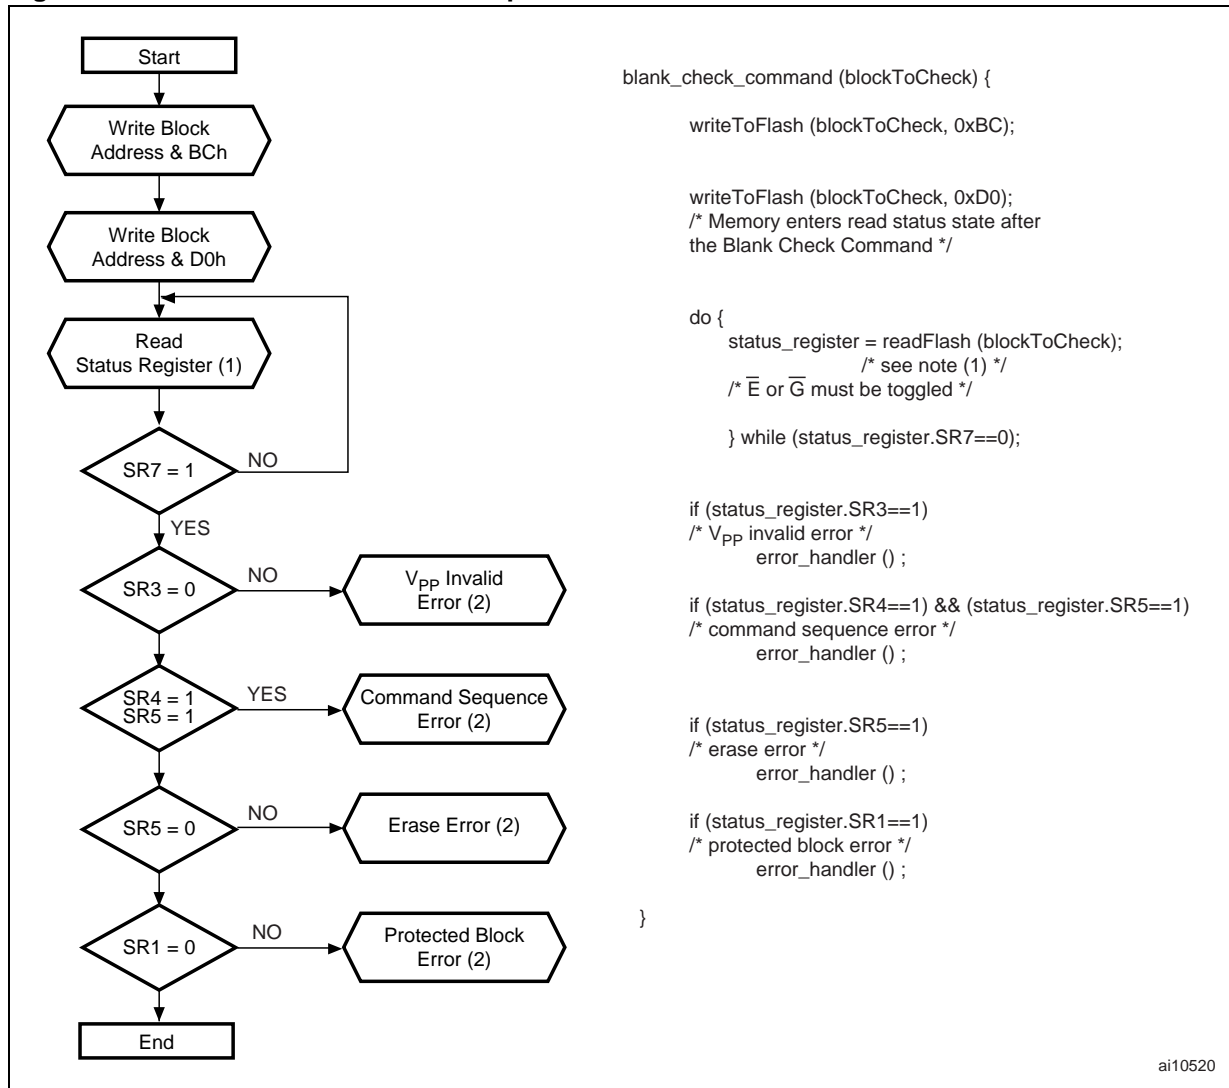 Start
Write Block
Address & BCh
Write Block
Address & D0h
Read
Status Register (1)
SR7 = 1
NO
YES
SR3 = 0
NO
VPP Invalid
Error (2)
SR4 = 1
SR5 = 1
YES
Command Sequence
Error (2)
SR5 = 0
NO
Erase Error (2)
SR1 = 0
NO
Protected Block
Error (2)
End
blank_check_command (blockToCheck) {
writeToFlash (blockToCheck, 0xBC);
writeToFlash (blockToCheck, 0xD0);
/* Memory enters read status state after
the Blank Check Command */
do {
status_register = readFlash (blockToCheck);
/* see note (1) */
/* E̅ or G̅ must be toggled */
} while (status_register.SR7==0);
if (status_register.SR3==1)
/* VPP invalid error */
error_handler () ;
if (status_register.SR4==1) && (status_register.SR5==1)
/* command sequence error */
error_handler () ;
if (status_register.SR5==1)
/* erase error */
error_handler () ;
if (status_register.SR1==1)
/* protected block error */
error_handler () ;
}
ai10520